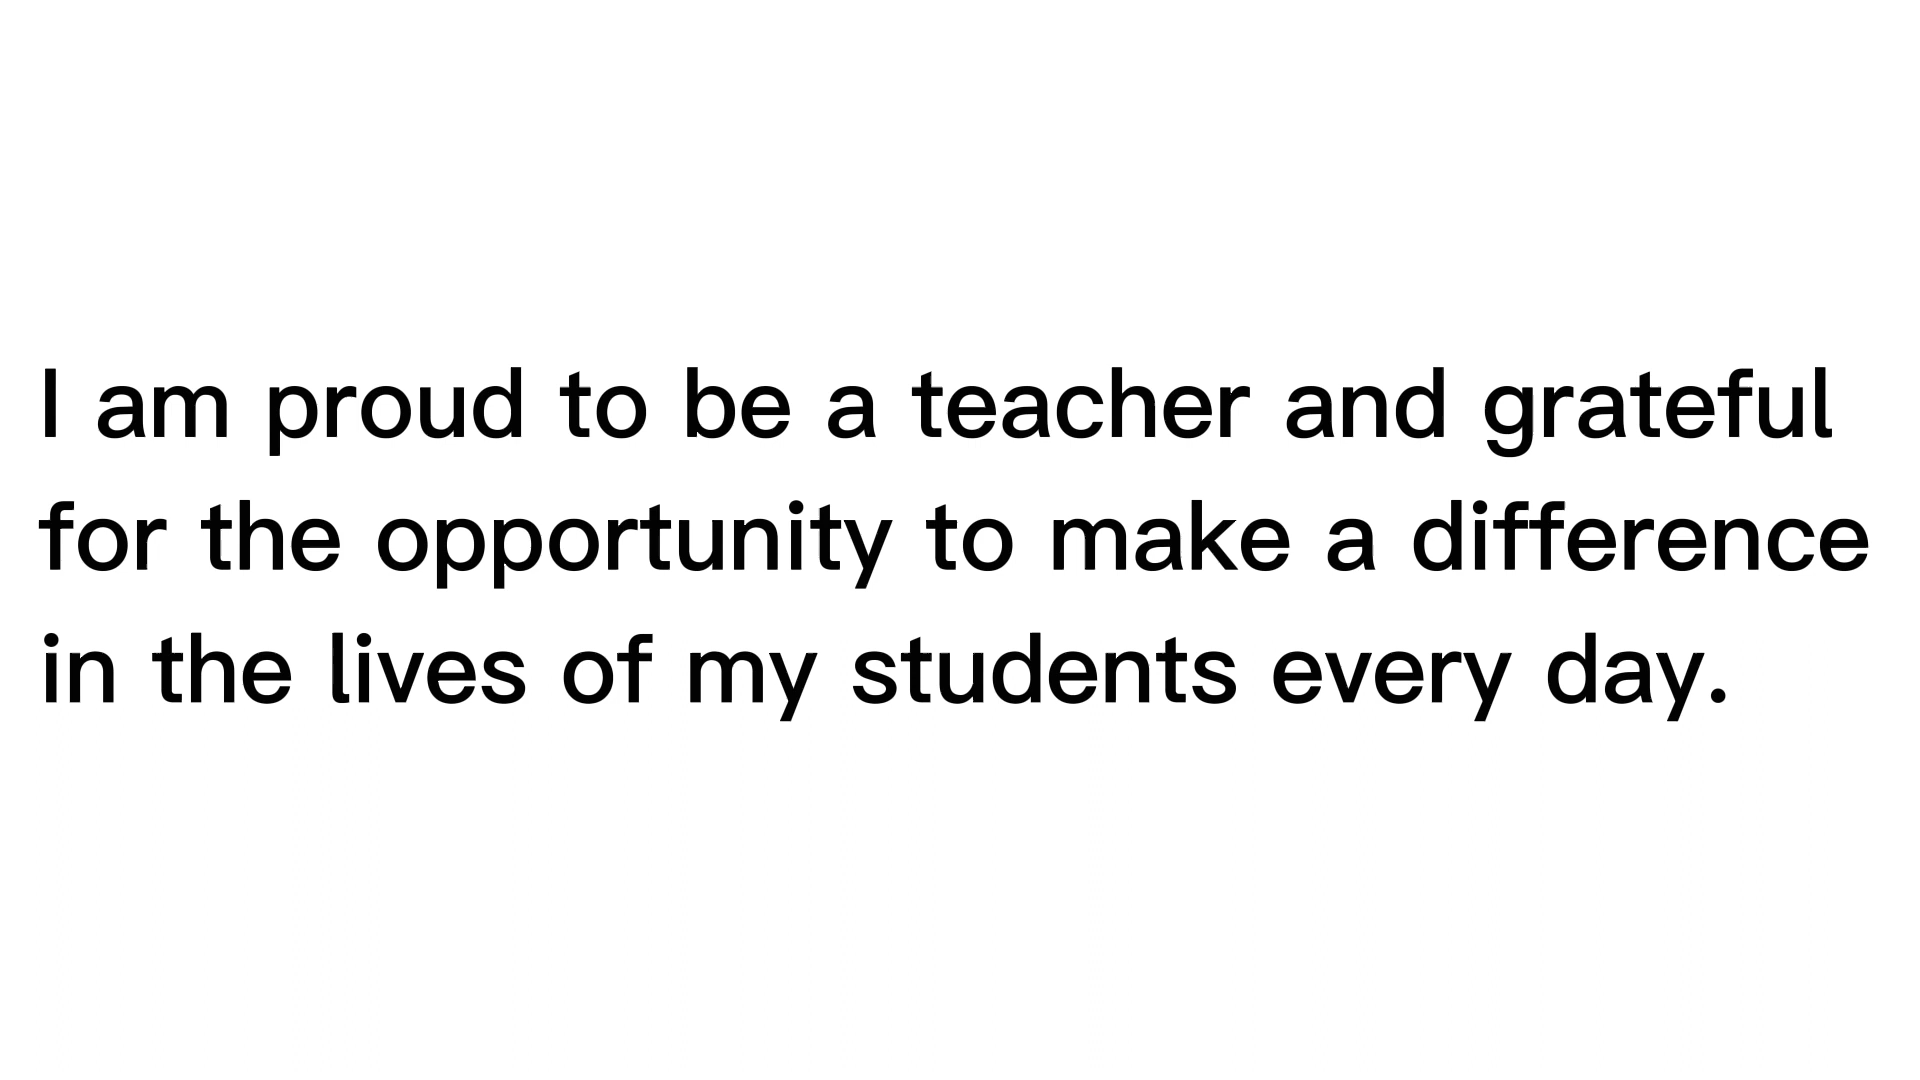 I am proud to be a teacher and grateful
for the opportunity to make a difference
in the lives of my students every day.